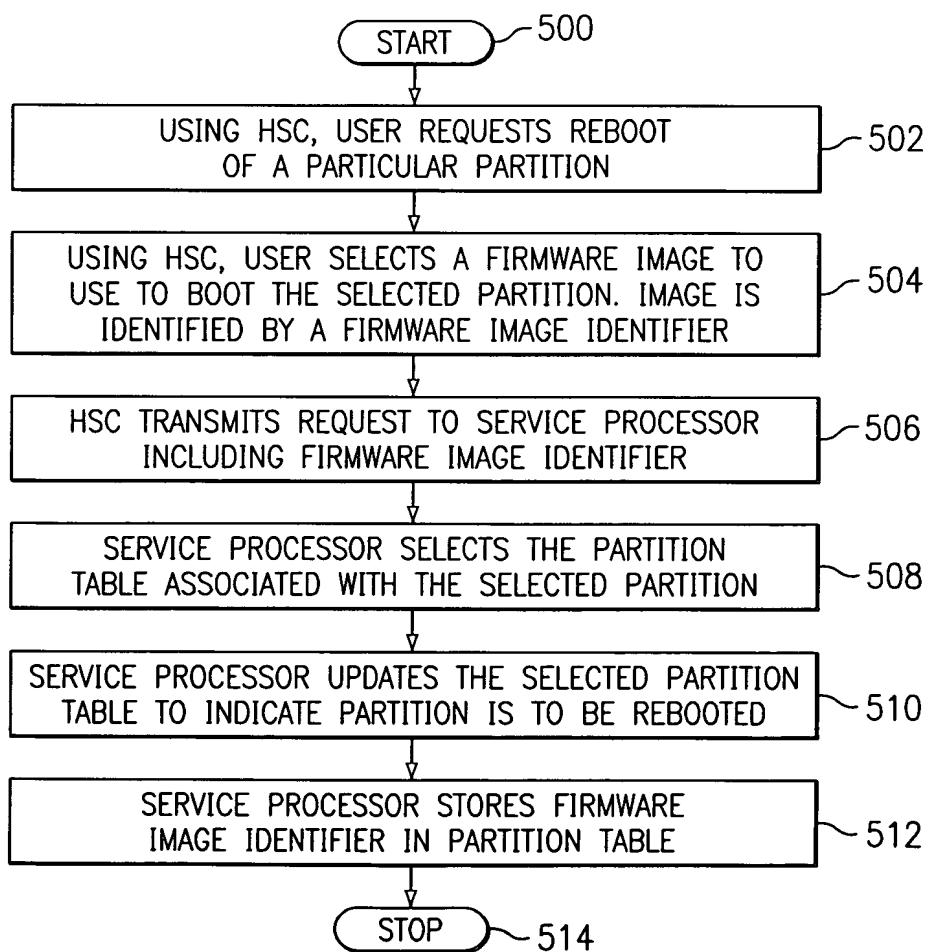 START
500
USING HSC, USER REQUESTS REBOOT
OF A PARTICULAR PARTITION
502
USING HSC, USER SELECTS A FIRMWARE IMAGE TO
USE TO BOOT THE SELECTED PARTITION. IMAGE IS
IDENTIFIED BY A FIRMWARE IMAGE IDENTIFIER
504
HSC TRANSMITS REQUEST TO SERVICE PROCESSOR
INCLUDING FIRMWARE IMAGE IDENTIFIER
506
SERVICE PROCESSOR SELECTS THE PARTITION
TABLE ASSOCIATED WITH THE SELECTED PARTITION
508
SERVICE PROCESSOR UPDATES THE SELECTED PARTITION
TABLE TO INDICATE PARTITION IS TO BE REBOOTED
510
SERVICE PROCESSOR STORES FIRMWARE
IMAGE IDENTIFIER IN PARTITION TABLE
512
STOP
514